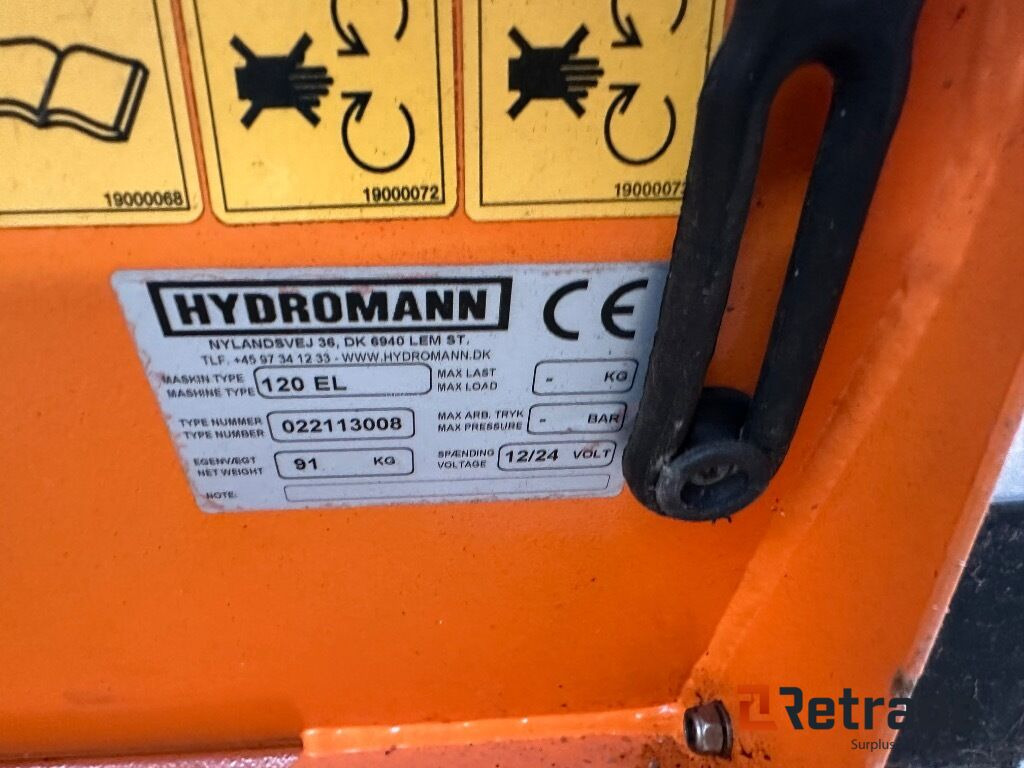 19000068
19000072
19000072
HYDROMANN
CE
NYLANDSVEJ 36, DK 6940 LEM ST.
TLF. +45 97 34 12 33 - WWW.HYDROMANN.DK
MASKIN TYPE
MASHINE TYPE
120 EL
MAX LAST
MAX LOAD
- KG
TYPE NUMMER
TYPE NUMBER
022113008
MAX ARB. TRYK
MAX PRESSURE
- BAR
EGENVÆGT
NET WEIGHT
91 KG
SPÆNDING
VOLTAGE
12/24 VOLT
NOTE:
Retra
Surplus